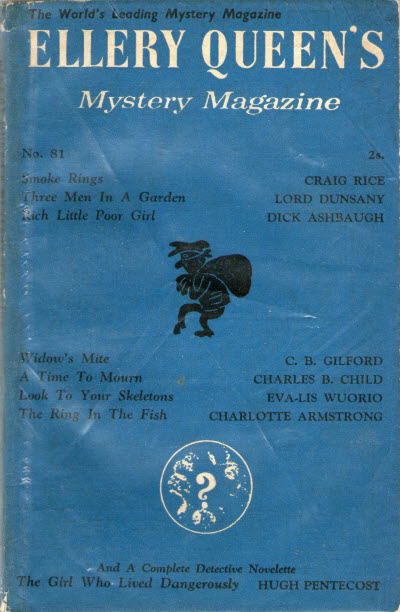 The World's Leading Mystery Magazine
ELLERY QUEEN'S
Mystery Magazine
No. 81 2s.
Smoke Rings CRAIG RICE
Three Men In A Garden LORD DUNSANY
Rich Little Poor Girl DICK ASHBAUGH
Widow's Mite C. B. GILFORD
A Time To Mourn CHARLES B. CHILD
Look To Your Skeletons EVA-LIS WUORIO
The Ring In The Fish CHARLOTTE ARMSTRONG
?
And A Complete Detective Novelette
The Girl Who Lived Dangerously HUGH PENTECOST